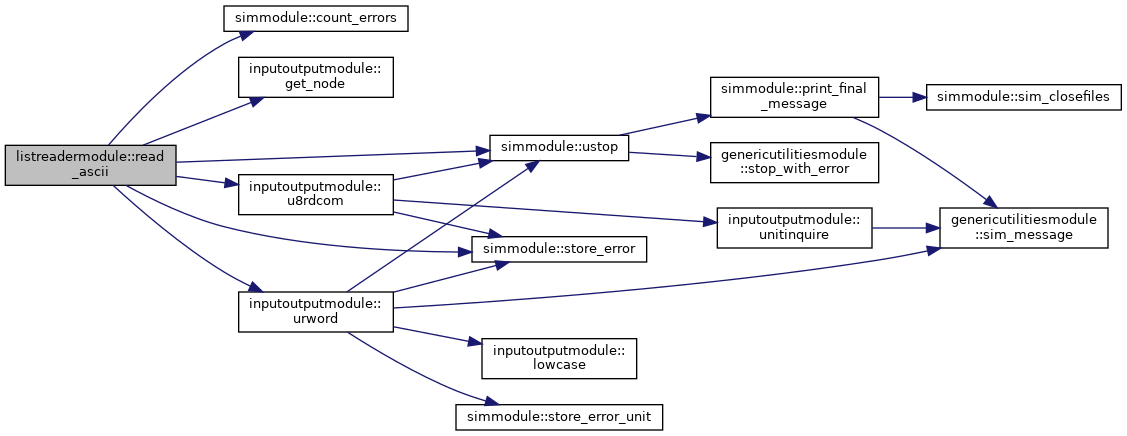 listreadermodule::read
_ascii
simmodule::count_errors
inputoutputmodule::
get_node
simmodule::ustop
inputoutputmodule::
u8rdcom
simmodule::store_error
inputoutputmodule::
urword
inputoutputmodule::
lowcase
simmodule::store_error_unit
simmodule::print_final
_message
genericutilitiesmodule
::stop_with_error
inputoutputmodule::
unitinquire
simmodule::sim_closefiles
genericutilitiesmodule
::sim_message